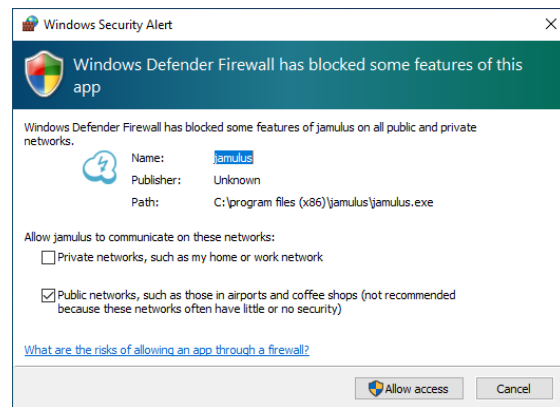 Windows Security Alert
Windows Defender Firewall has blocked some features of this
app
Windows Defender Firewall has blocked some features of jamulus on all public and private
networks.
Name: jamulus
Publisher: Unknown
Path: C:\program files (x86)\jamulus\jamulus.exe
Allow jamulus to communicate on these networks:
Private networks, such as my home or work network
Public networks, such as those in airports and coffee shops (not recommended
because these networks often have little or no security)
What are the risks of allowing an app through a firewall?
Allow access Cancel